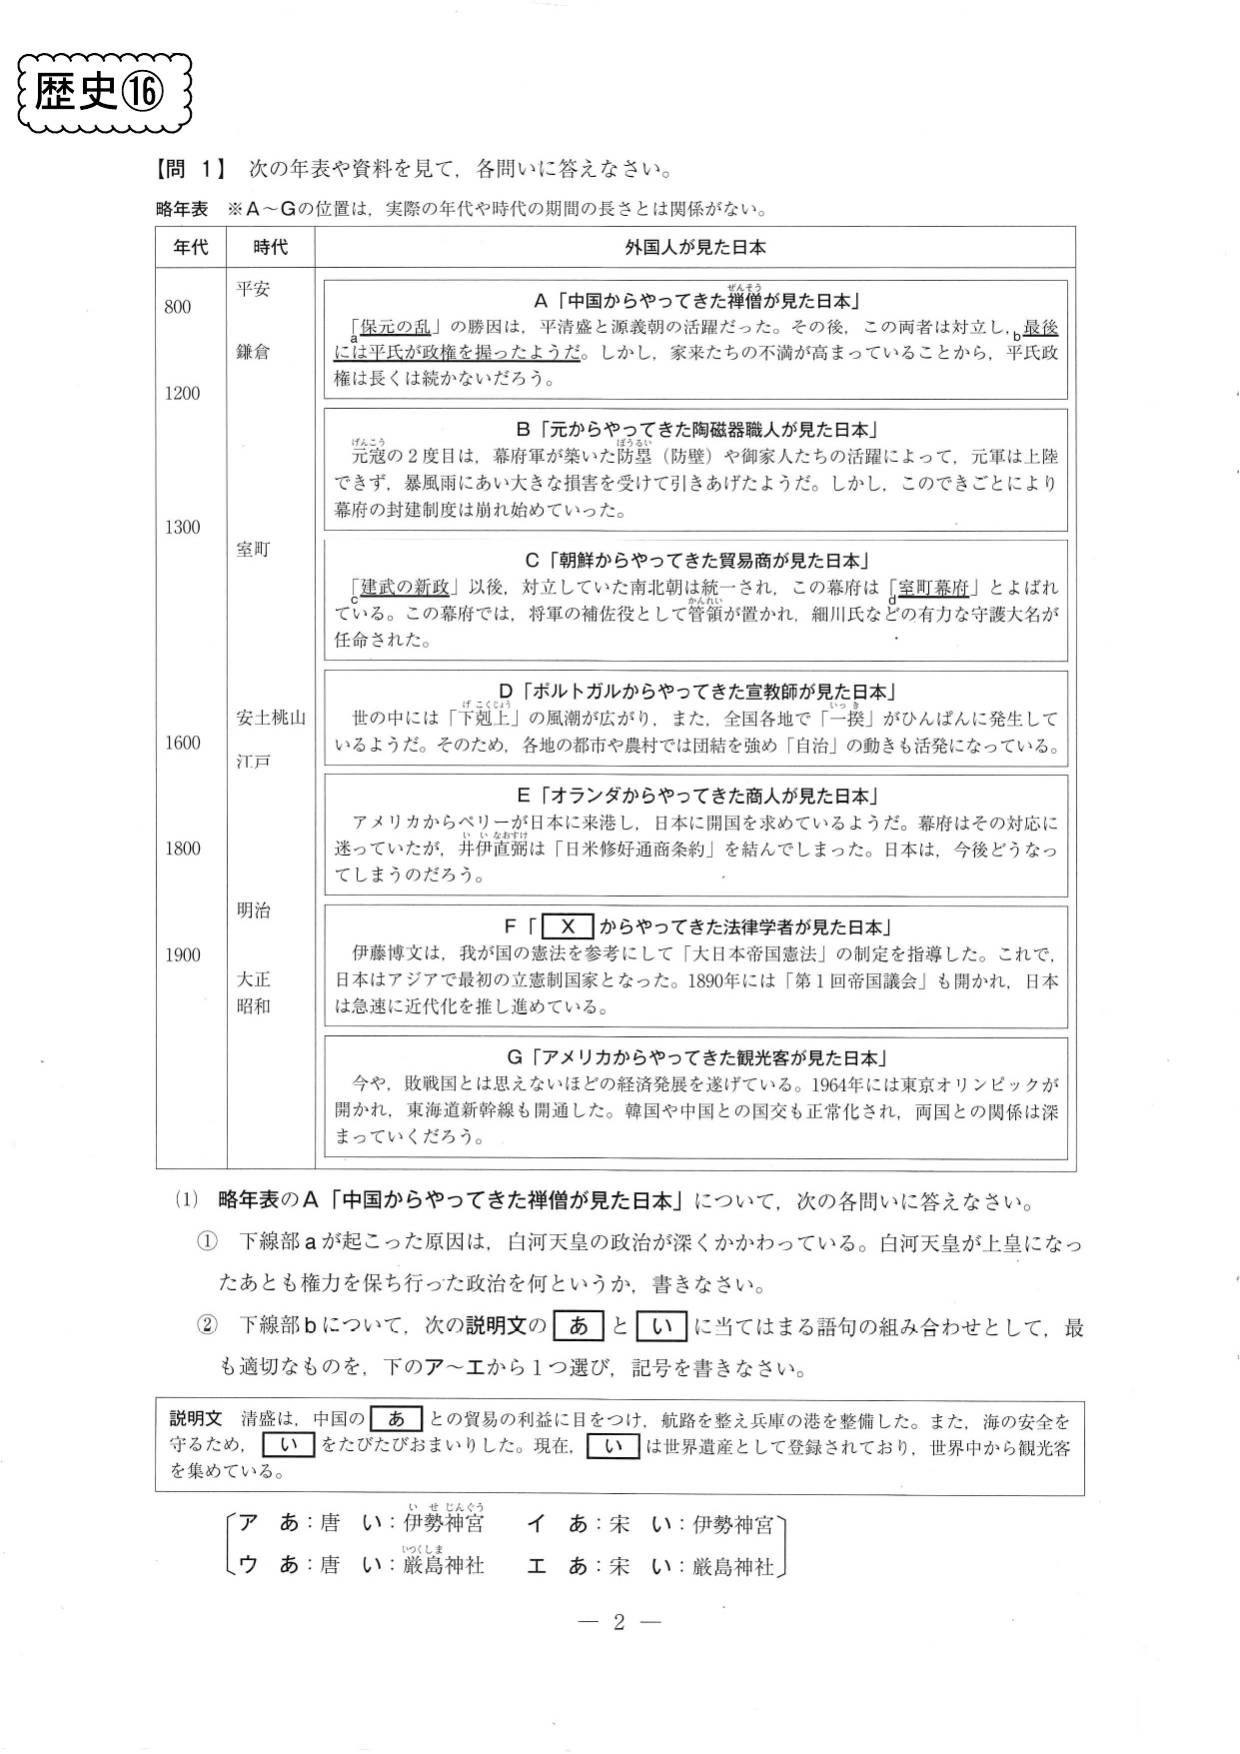 歴史⑯
【問 1】 次の年表や資料を見て，各問いに答えなさい。
略年表 ※A～Gの位置は，実際の年代や時代の期間の長さとは関係がない。
年代 時代 外国人が見た日本
800
1200
1300
1600
1800
1900
平安
鎌倉
室町
安土桃山
江戸
明治
大正
昭和
A「中国からやってきた禅僧が見た日本」
ぜんそう
「保元の乱」の勝因は，平清盛と源義朝の活躍だった。その後，この両者は対立し，b最後
a
には平氏が政権を握ったようだ。しかし，家来たちの不満が高まっていることから，平氏政
権は長くは続かないだろう。
B「元からやってきた陶磁器職人が見た日本」
げんこう ぼうるい
元寇の２度目は，幕府軍が築いた防塁（防壁）や御家人たちの活躍によって，元軍は上陸
できず，暴風雨にあい大きな損害を受けて引きあげたようだ。しかし，このできごとにより
幕府の封建制度は崩れ始めていった。
C「朝鮮からやってきた貿易商が見た日本」
「建武の新政」以後，対立していた南北朝は統一され，この幕府は「室町幕府」とよばれ
c かんれい d
ている。この幕府では，将軍の補佐役として管領が置かれ，細川氏などの有力な守護大名が
任命された。
D「ポルトガルからやってきた宣教師が見た日本」
げこくじょう いっき
世の中には「下剋上」の風潮が広がり，また，全国各地で「一揆」がひんぱんに発生して
いるようだ。そのため，各地の都市や農村では団結を強め「自治」の動きも活発になっている。
E「オランダからやってきた商人が見た日本」
アメリカからペリーが日本に来港し，日本に開国を求めているようだ。幕府はその対応に
い い なおすけ
迷っていたが，井伊直弼は「日米修好通商条約」を結んでしまった。日本は，今後どうなっ
てしまうのだろう。
F「 X からやってきた法律学者が見た日本」
伊藤博文は，我が国の憲法を参考にして「大日本帝国憲法」の制定を指導した。これで，
日本はアジアで最初の立憲制国家となった。1890年には「第１回帝国議会」も開かれ，日本
は急速に近代化を推し進めている。
G「アメリカからやってきた観光客が見た日本」
今や，敗戦国とは思えないほどの経済発展を遂げている。1964年には東京オリンピックが
開かれ，東海道新幹線も開通した。韓国や中国との国交も正常化され，両国との関係は深
まっていくだろう。
(1) 略年表のA「中国からやってきた禅僧が見た日本」について，次の各問いに答えなさい。
① 下線部aが起こった原因は，白河天皇の政治が深くかかわっている。白河天皇が上皇になっ
たあとも権力を保ち行った政治を何というか，書きなさい。
② 下線部bについて，次の説明文の あ と い に当てはまる語句の組み合わせとして，最
も適切なものを，下のア～エから１つ選び，記号を書きなさい。
説明文 清盛は，中国の あ との貿易の利益に目をつけ，航路を整え兵庫の港を整備した。また，海の安全を
守るため， い をたびたびおまいりした。現在， い は世界遺産として登録されており，世界中から観光客
を集めている。
い せ じんぐう
ア あ：唐 い：伊勢神宮 イ あ：宋 い：伊勢神宮
いつくしま
ウ あ：唐 い：厳島神社 エ あ：宋 い：厳島神社
— 2 —